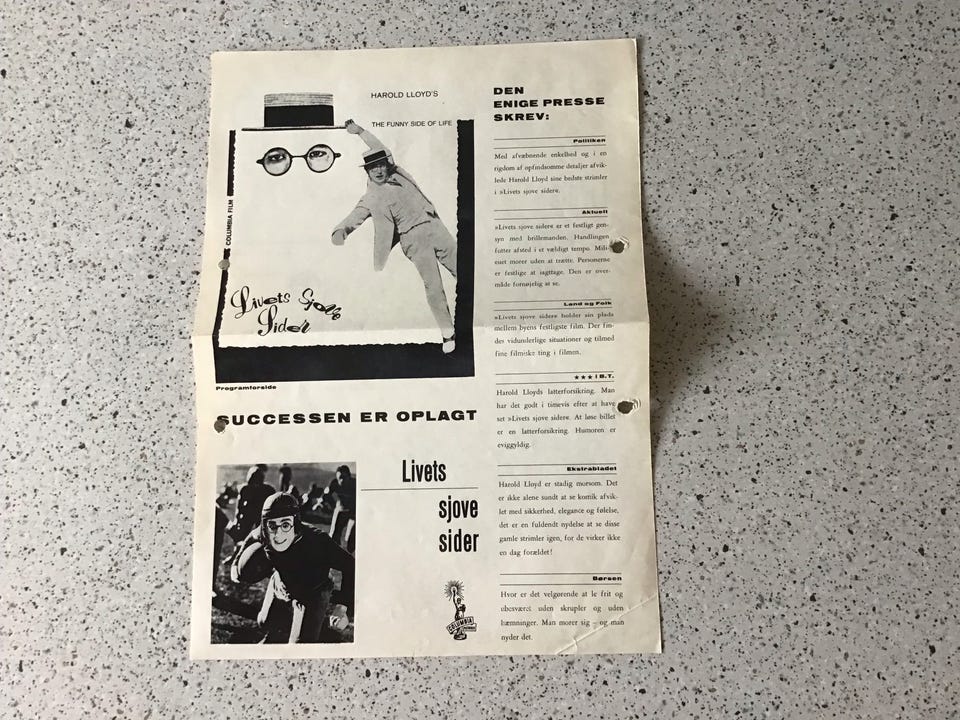 HAROLD LLOYD'S
THE FUNNY SIDE OF LIFE
COLUMBIA FILM
Livets Sjove
Sider
Programforside
SUCCESSEN ER OPLAGT
Livets
sjove
sider
COLUMBIA
DEN
ENIGE PRESSE
SKREV:
Politiken
Med afvæbnende enkelhed og i en
rigdom af opfindsomme detaljer afvik-
lede Harold Lloyd sine bedste strimler
i »Livets sjove sider«.
Aktuelt
»Livets sjove sider« er et festligt gen-
syn med brillemanden. Handlingen
futter afsted i et vældigt tempo. Mili-
euet morer uden at trætte. Personerne
er festlige at iagttage. Den er over-
måde fornøjelig at se.
Land og Folk
»Livets sjove sider« holder sin plads
mellem byens festligste film. Der fin-
des vidunderlige situationer og tilmed
fine filmiske ting i filmen.
★★★ i B.T.
Harold Lloyds latterforsikring. Man
har det godt i timevis efter at have
set »Livets sjove sider«. At løse billet
er en latterforsikring. Humoren er
eviggyldig.
Ekstrabladet
Harold Lloyd er stadig morsom. Det
er ikke alene sundt at se komik afvik-
let med sikkerhed, elegance og følelse,
det er en fuldendt nydelse at se disse
gamle strimler igen, for de virker ikke
en dag forældet!
Børsen
Hvor er det velgørende at le frit og
ubesværet uden skrupler og uden
hæmninger. Man morer sig – og man
nyder det.